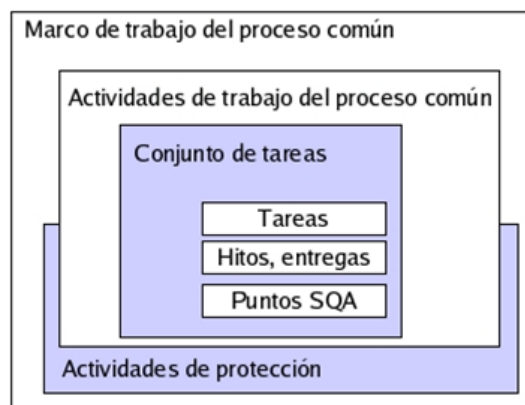 Marco de trabajo del proceso común
Actividades de trabajo del proceso común
Conjunto de tareas
Tareas
Hitos, entregas
Puntos SQA
Actividades de protección